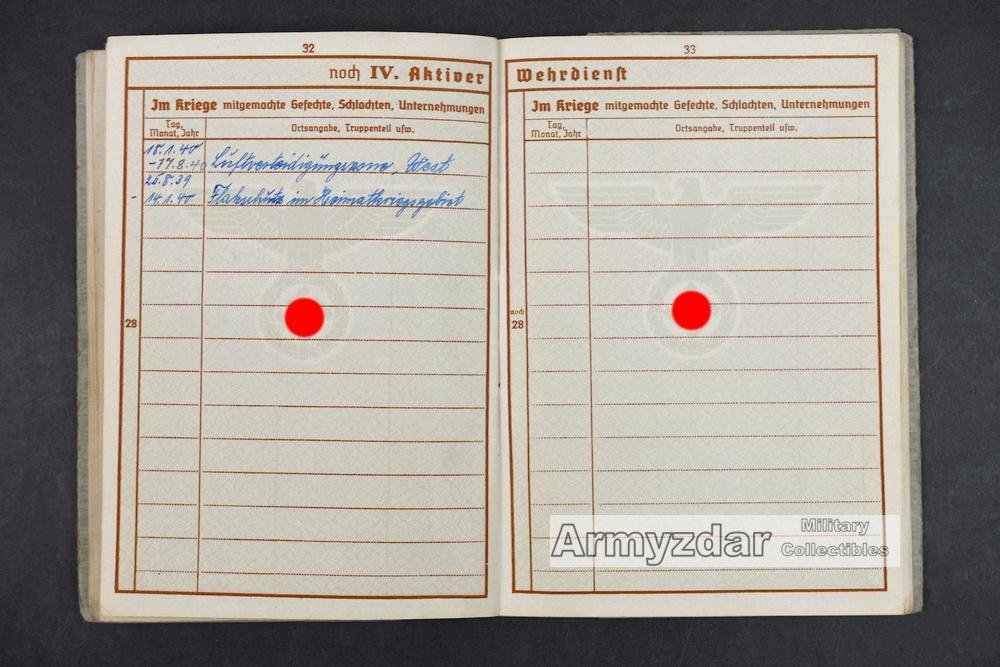 32
noch IV. Aktiver
Im Kriege mitgemachte Gefechte, Schlachten, Unternehmungen
Tag,
Monat, Jahr
Ortsangabe, Truppenteil usw.
15.1.40
-17.8.40 Luftverteidigungszone, West
25.8.39
- 14.1.40 Flakschutz im Heimatkriegsgebiet
28
33
Wehrdienst
Im Kriege mitgemachte Gefechte, Schlachten, Unternehmungen
Tag,
Monat, Jahr
Ortsangabe, Truppenteil usw.
noch
28
Armyzdar Military
Collectibles